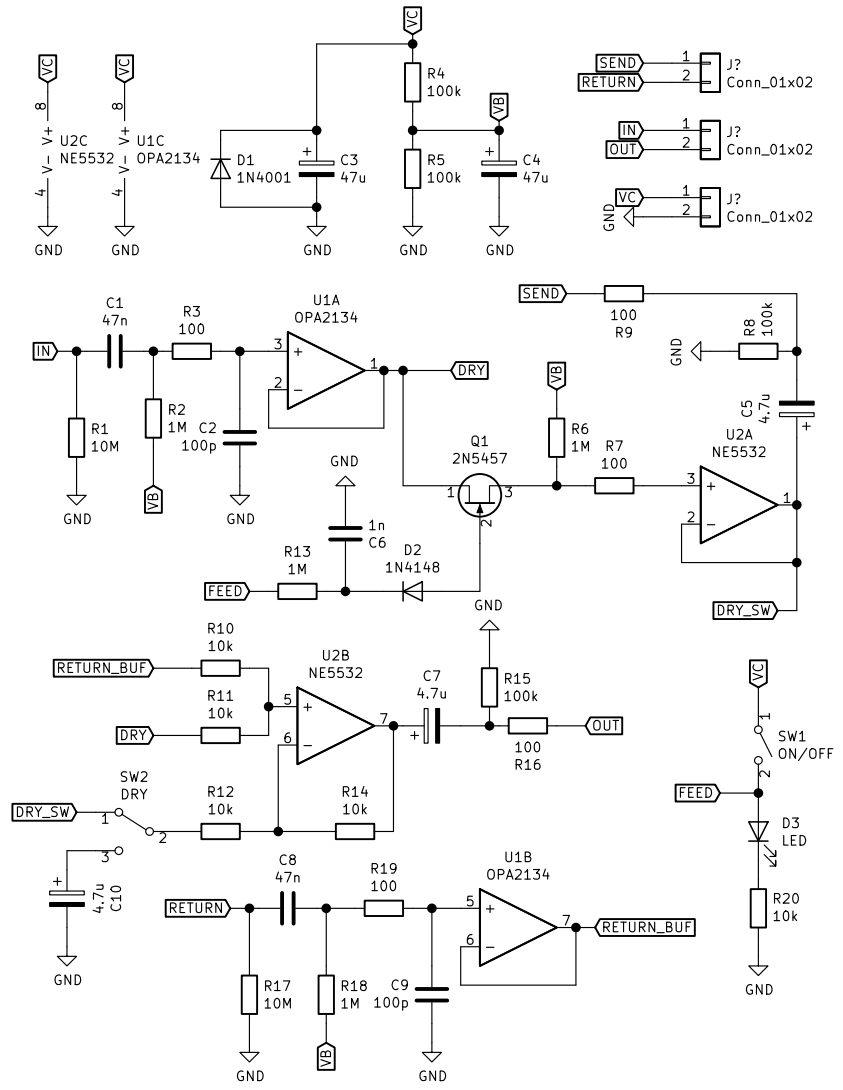 VC
VC
VC
8
8
V+
V+
U2C
NE5532
U1C
OPA2134
V-
V-
4
4
GND
GND
D1
1N4001
+
C3
47u
GND
R4
100k
VB
R5
100k
GND
+
C4
47u
GND
SEND
RETURN
1
2
J?
Conn_01x02
IN
OUT
1
2
J?
Conn_01x02
VC
GND
1
2
J?
Conn_01x02
IN
C1
47n
R3
100
R1
10M
GND
R2
1M
VB
C2
100p
GND
U1A
OPA2134
3
+
2
-
1
DRY
SEND
100
R9
GND
R8
100k
C5
4.7u
+
VB
R6
1M
Q1
2N5457
1
3
2
R7
100
U2A
NE5532
3
+
2
-
1
DRY_SW
GND
1n
C6
FEED
R13
1M
D2
1N4148
GND
RETURN_BUF
R10
10k
DRY
R11
10k
U2B
NE5532
5
+
6
-
7
C7
4.7u
+
R15
100k
100
R16
OUT
SW2
DRY
DRY_SW
1
2
3
R12
10k
R14
10k
+
4.7u
C10
GND
VC
1
SW1
ON/OFF
2
FEED
D3
LED
R20
10k
GND
RETURN
C8
47n
R19
100
R17
10M
GND
R18
1M
VB
C9
100p
GND
U1B
OPA2134
5
+
6
-
7
RETURN_BUF